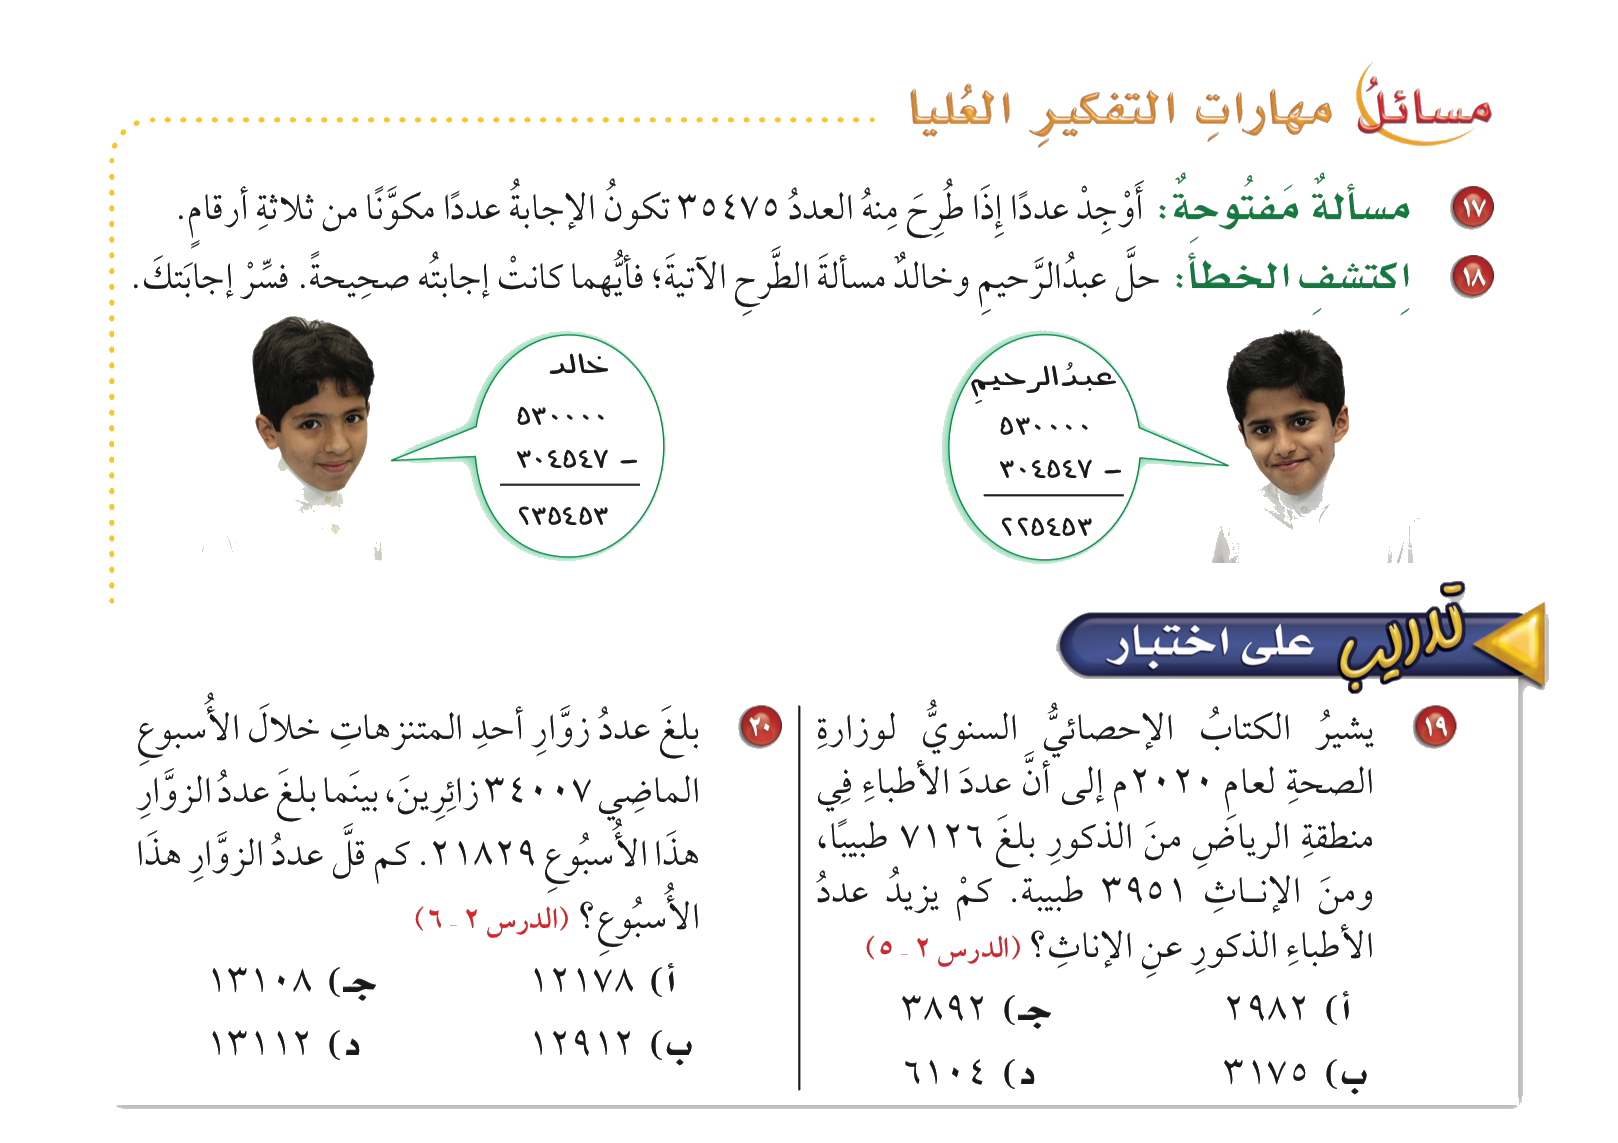 مسائلُ مهاراتِ التفكيرِ العُليا
١٧ مسألةٌ مَفتُوحةٌ: أَوْجِدْ عددًا إِذَا طُرِحَ مِنهُ العددُ ٣٥٤٧٥ تكونُ الإجابةُ عددًا مكوَّنًا من ثلاثةِ أرقامٍ.
١٨ اِكتشفِ الخطأَ: حلَّ عبدُالرَّحيمِ وخالدٌ مسألةَ الطَّرحِ الآتيةَ؛ فأيُّهما كانتْ إجابتُه صحِيحةً. فسِّرْ إجابَتكَ.
عبدُالرحيمِ
٥٣٠٠٠٠
٣٠٤٥٤٧ –
٢٢٥٤٥٣
خالد
٥٣٠٠٠٠
٣٠٤٥٤٧ –
٢٣٥٤٥٣
تدريب على اختبار
١٩ يشيرُ الكتابُ الإحصائيُّ السنويُّ لوزارةِ
الصحةِ لعامِ ٢٠٢٠م إلى أنَّ عددَ الأطباءِ فِي
منطقةِ الرياضِ منَ الذكورِ بلغَ ٧١٢٦ طبيبًا،
ومنَ الإنـاثِ ٣٩٥١ طبيبة. كمْ يزيدُ عددُ
الأطباءِ الذكورِ عنِ الإناثِ؟ (الدرس ٢ - ٥)
أ) ٢٩٨٢ جـ) ٣٨٩٢
ب) ٣١٧٥ د) ٦١٠٤
٢٠ بلغَ عددُ زوَّارِ أحدِ المتنزهاتِ خلالَ الأُسبوعِ
الماضِي ٣٤٠٠٧ زائِرِينَ، بينَما بلغَ عددُ الزوَّارِ
هذَا الأُسبُوعِ ٢١٨٢٩. كم قلَّ عددُ الزوَّارِ هذَا
الأُسبُوعِ؟ (الدرس ٢ - ٦)
أ) ١٢١٧٨ جـ) ١٣١٠٨
ب) ١٢٩١٢ د) ١٣١١٢